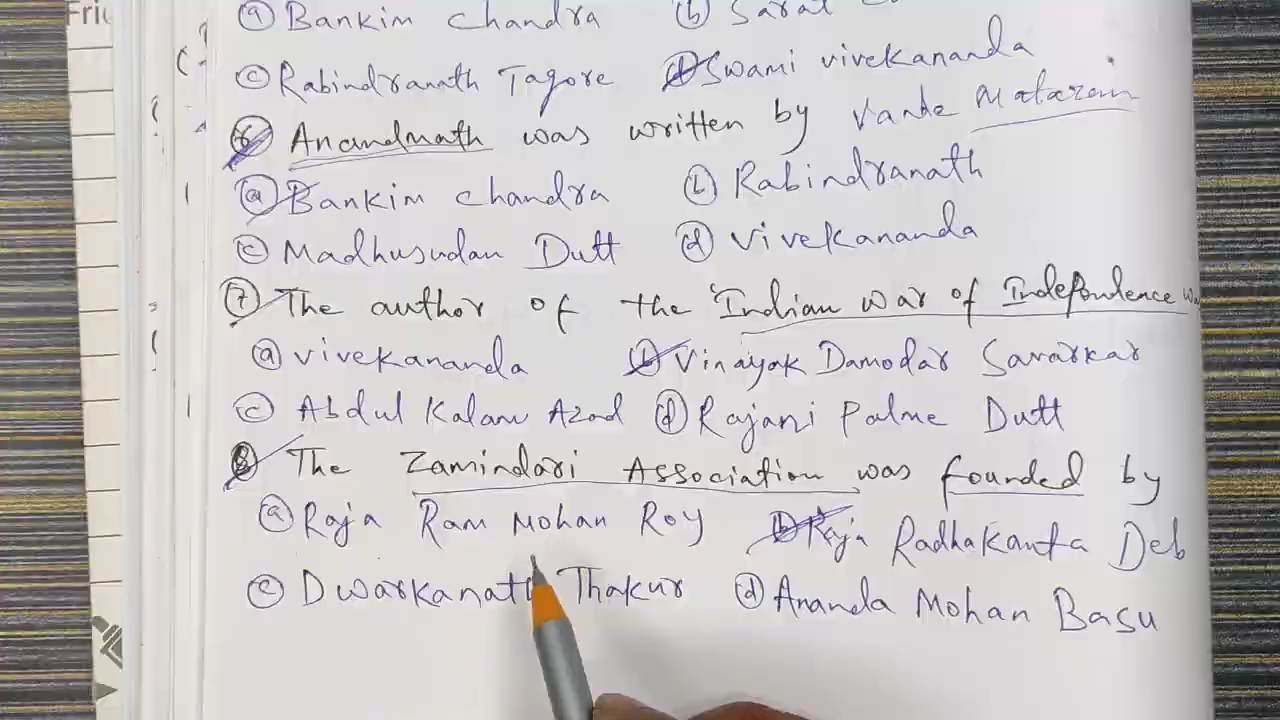 Fri
ⓐ Bankim Chandra ⓑ Sarat
ⓒ Rabindranath Tagore ⓓ Swami vivekananda
⑥ Anandmath was written by Vande Mataram
ⓐ Bankim chandra ⓑ Rabindranath
ⓒ Madhusudan Dutt ⓓ Vivekananda
⑦ The author of the 'Indian war of Independence
ⓐ vivekananda ⓑ Vinayak Damodar Savarkar
ⓒ Abdul Kalam Azad ⓓ Rajani Palme Dutt
⑧ The Zamindari Association was founded by
ⓐ Raja Ram Mohan Roy ⓑ Raja Radhakanta Deb
ⓒ Dwarkanath Thakur ⓓ Ananda Mohan Basu